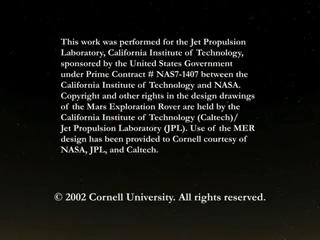 This work was performed for the Jet Propulsion
Laboratory, California Institute of Technology,
sponsored by the United States Government
under Prime Contract # NAS7-1407 between the
California Institute of Technology and NASA.
Copyright and other rights in the design drawings
of the Mars Exploration Rover are held by the
California Institute of Technology (Caltech)/
Jet Propulsion Laboratory (JPL). Use of the MER
design has been provided to Cornell courtesy of
NASA, JPL, and Caltech.
© 2002 Cornell University. All rights reserved.